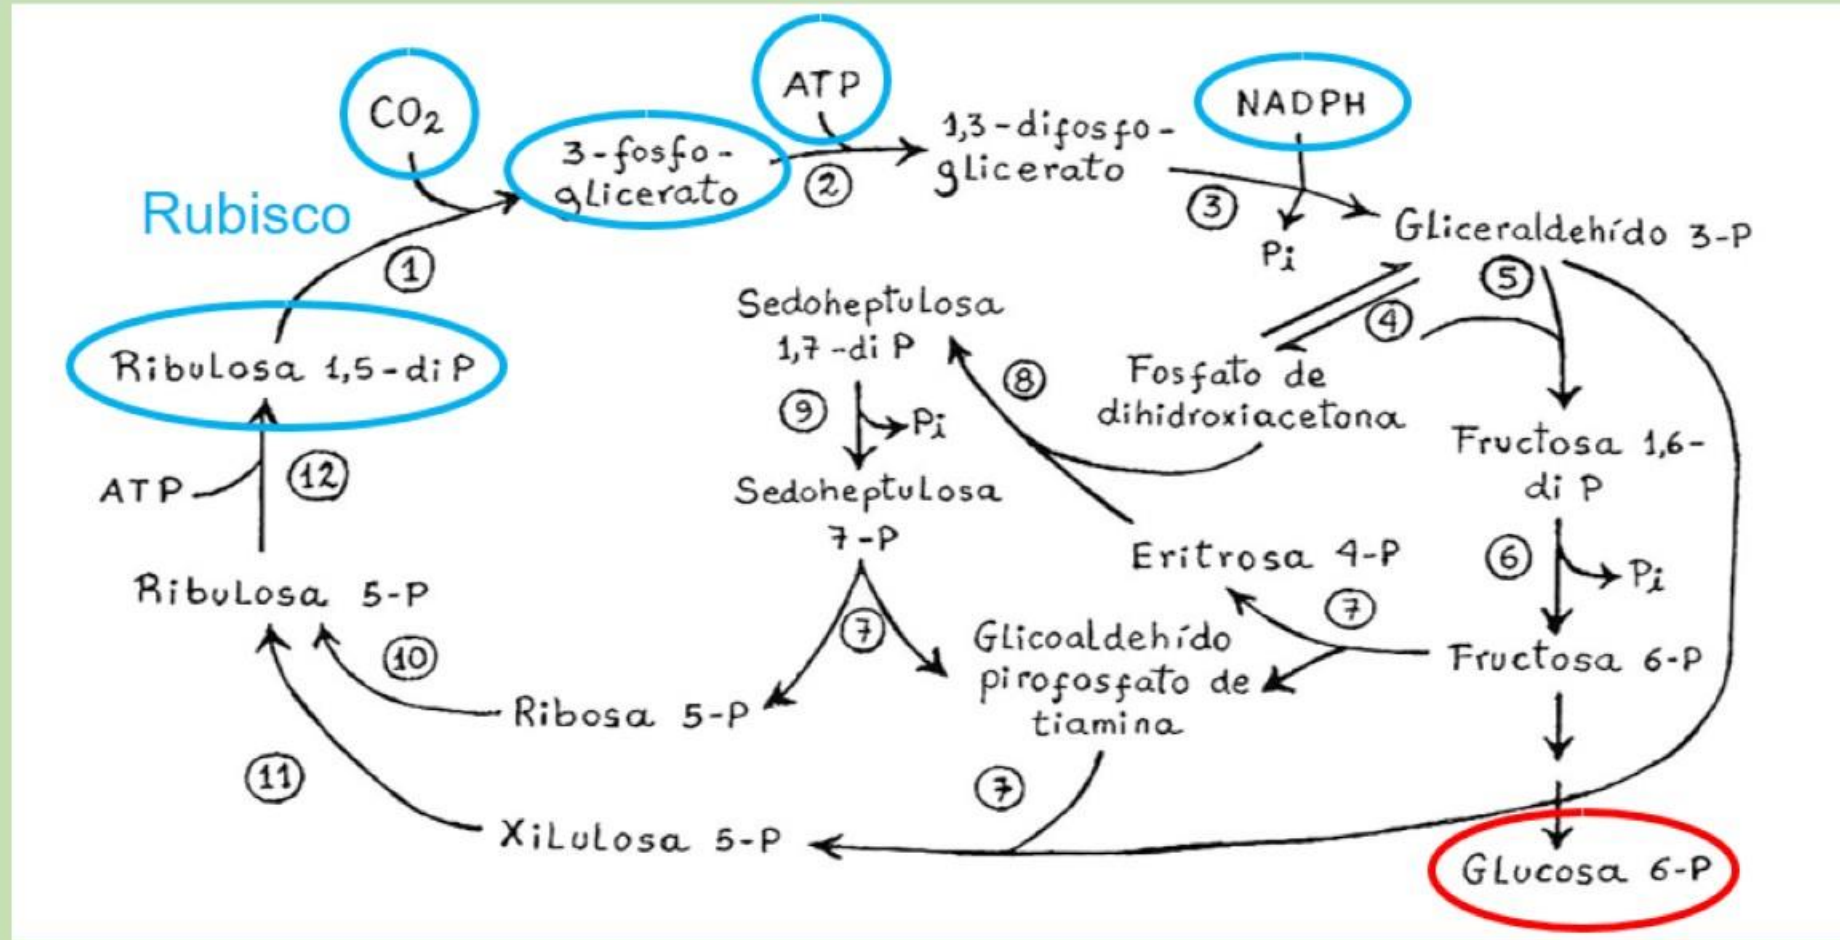 CO2
ATP
NADPH
3-fosfo-
glicerato
1,3-difosfo-
glicerato
Rubisco
①
②
③
Pi
Gliceraldehído 3-P
Ribulosa 1,5-di P
Sedoheptulosa
1,7-di P
④
⑤
⑧
Fosfato de
dihidroxiacetona
⑨
Pi
Fructosa 1,6-
di P
ATP
⑫
Sedoheptulosa
7-P
Eritrosa 4-P
⑥
Pi
Ribulosa 5-P
⑦
⑦
Glicoaldehído
pirofosfato de
tiamina
Fructosa 6-P
⑩
Ribosa 5-P
⑪
⑦
Xilulosa 5-P
Glucosa 6-P